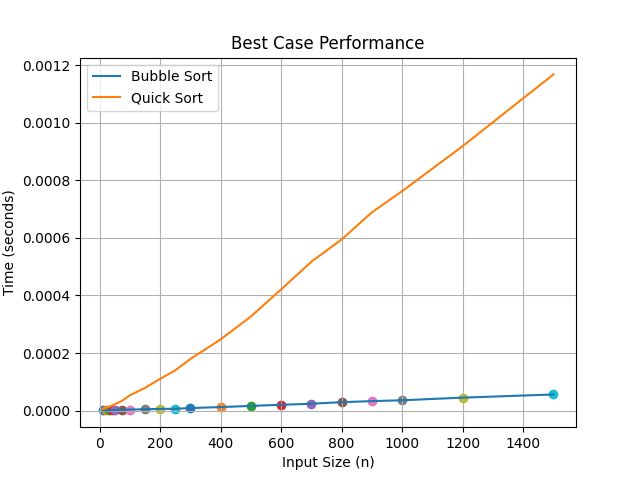 Best Case Performance
Bubble Sort
Quick Sort
Time (seconds)
0.0012
0.0010
0.0008
0.0006
0.0004
0.0002
0.0000
0 200 400 600 800 1000 1200 1400
Input Size (n)